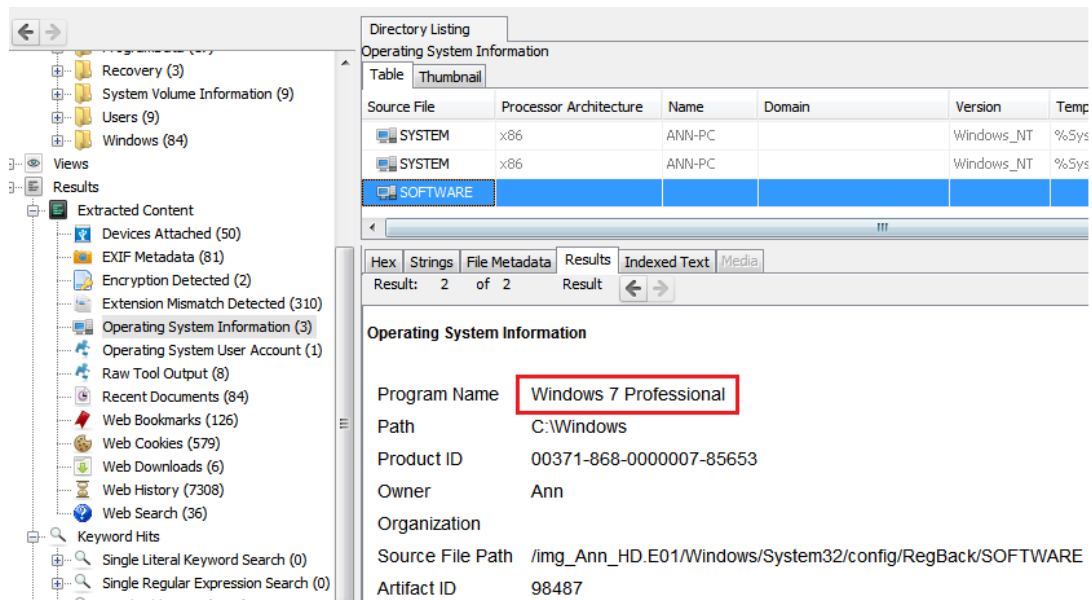 Recovery (3)
System Volume Information (9)
Users (9)
Windows (84)
Views
Results
Extracted Content
Devices Attached (50)
EXIF Metadata (81)
Encryption Detected (2)
Extension Mismatch Detected (310)
Operating System Information (3)
Operating System User Account (1)
Raw Tool Output (8)
Recent Documents (84)
Web Bookmarks (126)
Web Cookies (579)
Web Downloads (6)
Web History (7308)
Web Search (36)
Keyword Hits
Single Literal Keyword Search (0)
Single Regular Expression Search (0)
Directory Listing
Operating System Information
Table Thumbnail
Source File Processor Architecture Name Domain Version Temp
SYSTEM x86 ANN-PC Windows_NT %Sys
SYSTEM x86 ANN-PC Windows_NT %Sys
SOFTWARE
Hex Strings File Metadata Results Indexed Text Media
Result: 2 of 2 Result
Operating System Information
Program Name Windows 7 Professional
Path C:\Windows
Product ID 00371-868-0000007-85653
Owner Ann
Organization
Source File Path /img_Ann_HD.E01/Windows/System32/config/RegBack/SOFTWARE
Artifact ID 98487